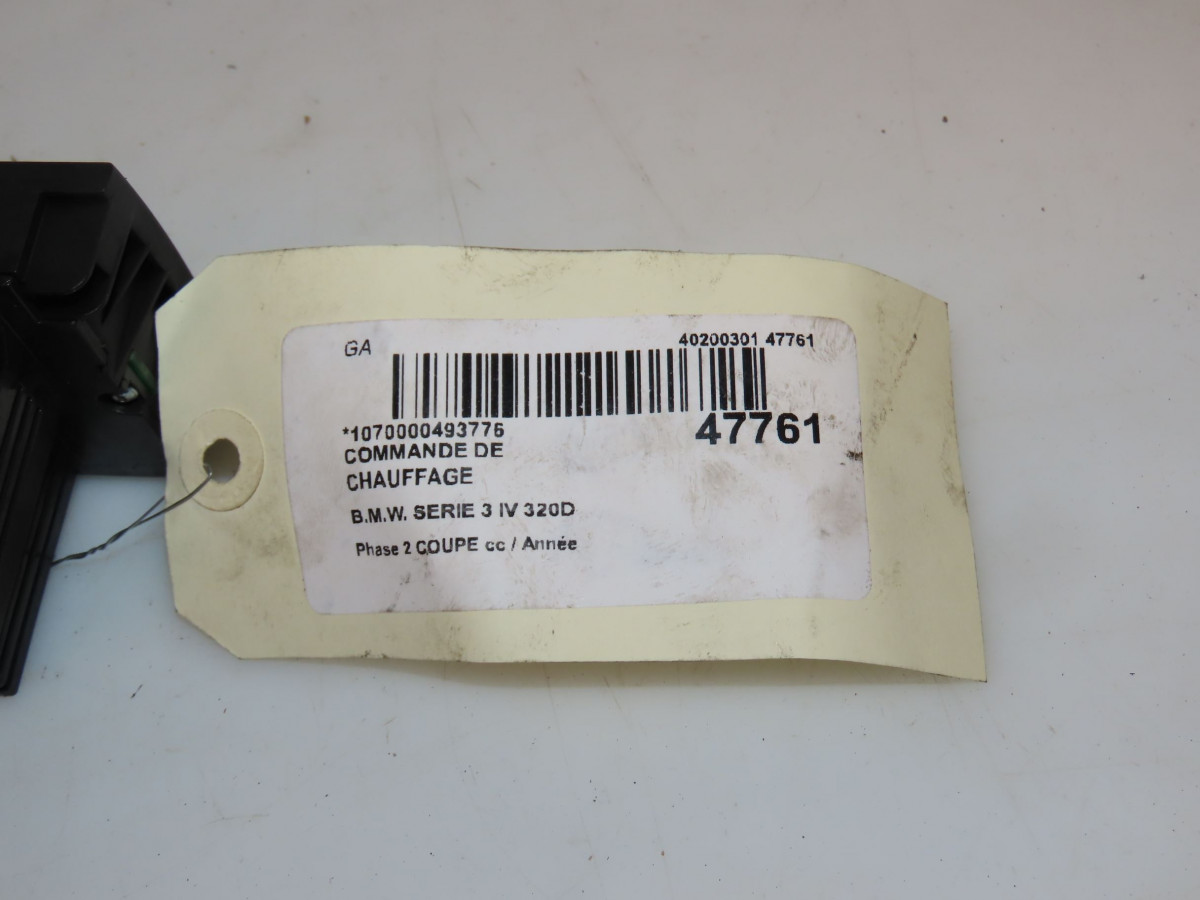 GA
40200301 47761
*1070000493776
47761
COMMANDE DE
CHAUFFAGE
B.M.W. SERIE 3 IV 320D
Phase 2 COUPE cc / Année